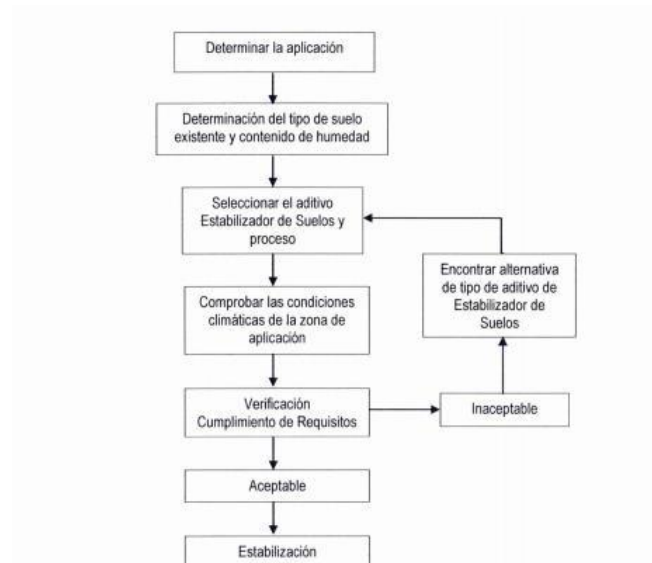 Determinar la aplicación
Determinación del tipo de suelo
existente y contenido de humedad
Seleccionar el aditivo
Estabilizador de Suelos y
proceso
Encontrar alternativa
de tipo de aditivo de
Estabilizador de
Suelos
Comprobar las condiciones
climáticas de la zona de
aplicación
Verificación
Cumplimiento de Requisitos
Inaceptable
Aceptable
Estabilización